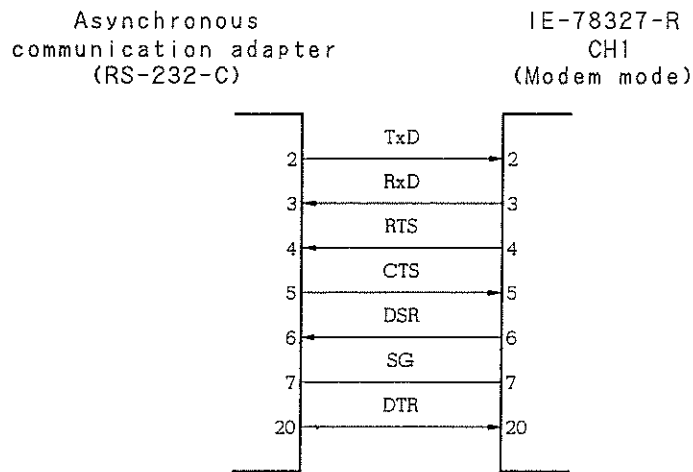 Asynchronous
communication adapter
(RS-232-C)
IE-78327-R
CH1
(Modem mode)
TxD
2 2
RxD
3 3
RTS
4 4
CTS
5 5
DSR
6 6
SG
7 7
DTR
20 20